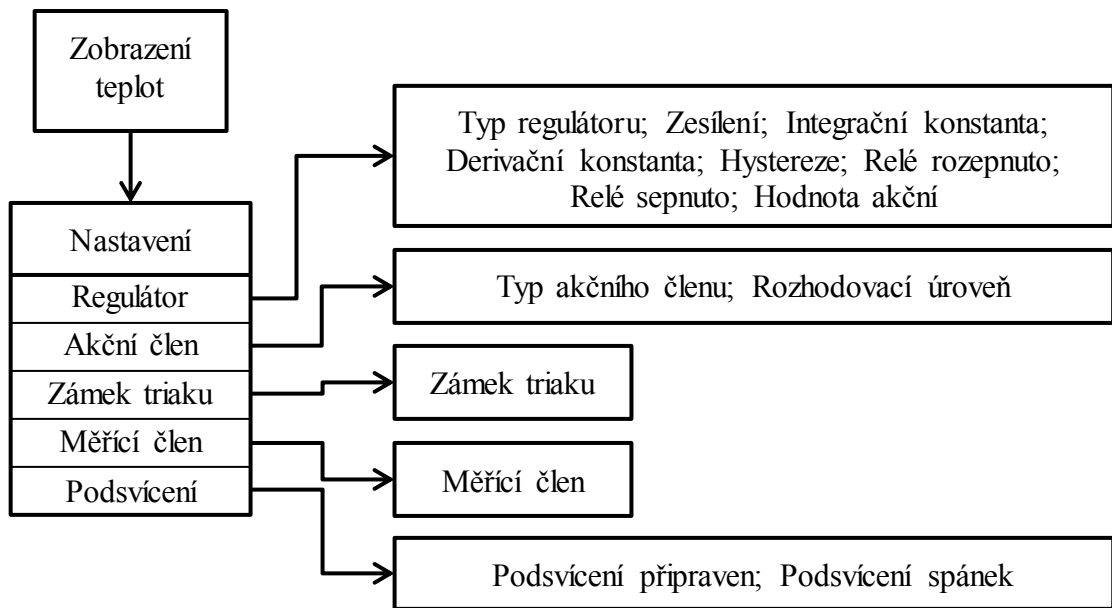 Zobrazení
teplot
Nastavení
Regulátor
Akční člen
Zámek triaku
Měřící člen
Podsvícení
Typ regulátoru; Zesílení; Integrační konstanta;
Derivační konstanta; Hystereze; Relé rozepnuto;
Relé sepnuto; Hodnota akční
Typ akčního členu; Rozhodovací úroveň
Zámek triaku
Měřící člen
Podsvícení připraven; Podsvícení spánek